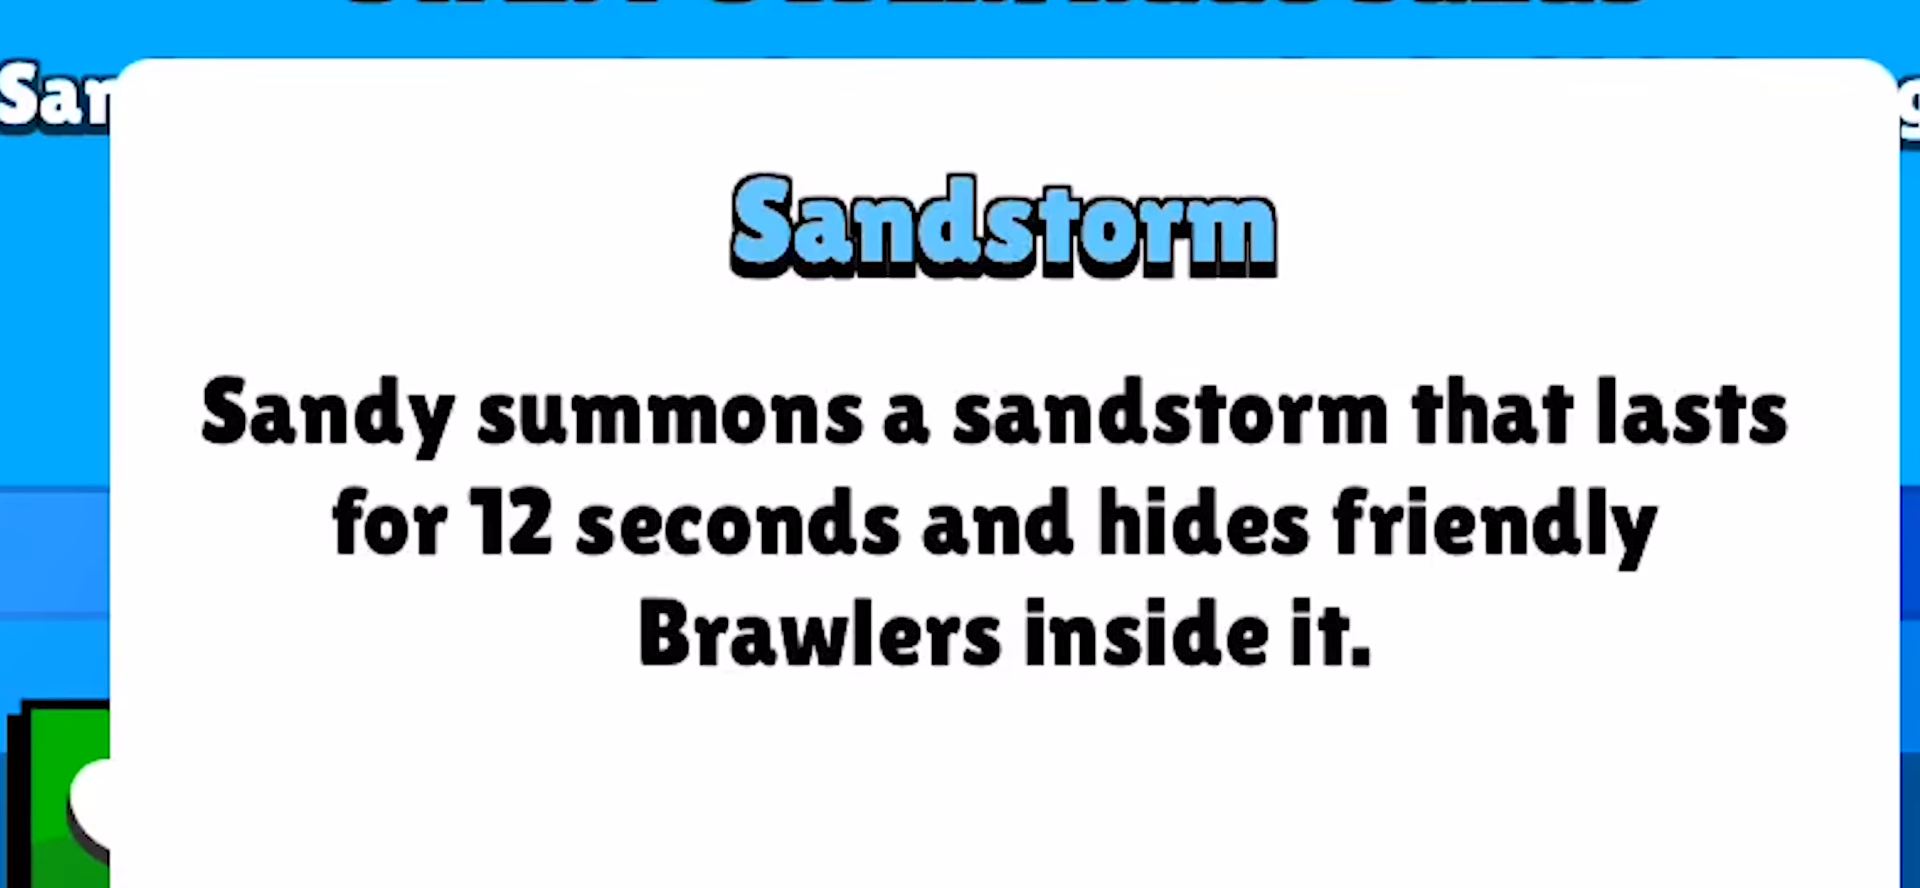 Sandstorm
Sandy summons a sandstorm that lasts
for 12 seconds and hides friendly
Brawlers inside it.